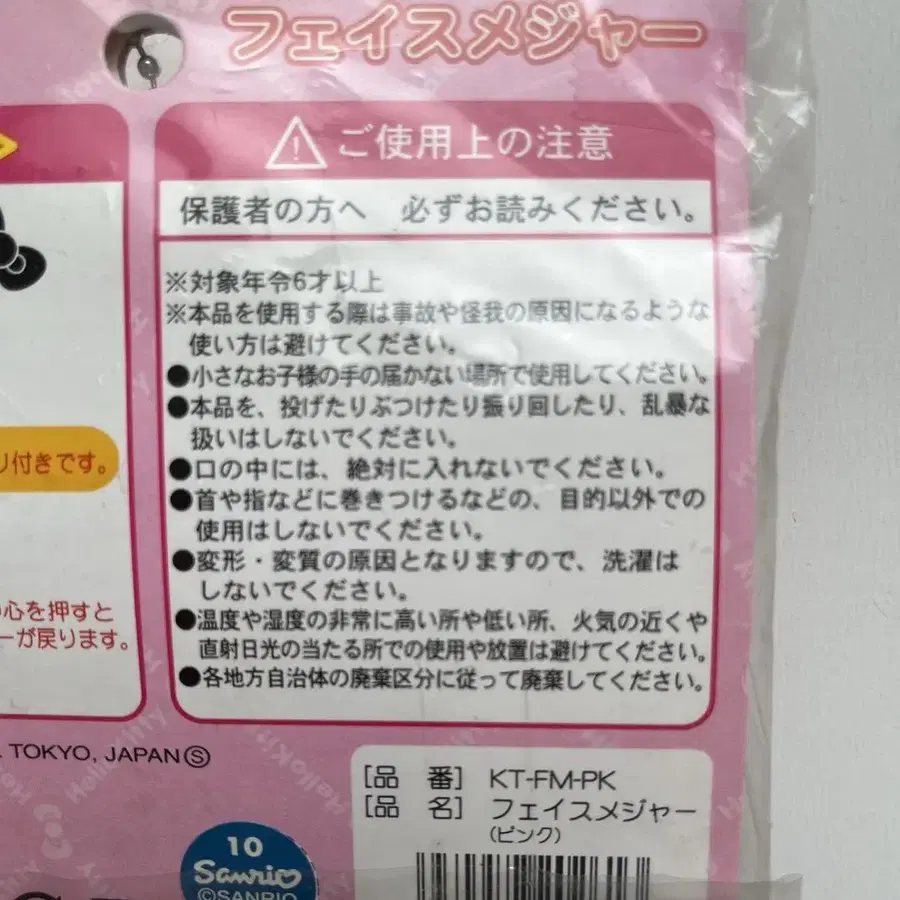 フェイスメジャー
ご使用上の注意
保護者の方へ 必ずお読みください。
※対象年令6才以上
※本品を使用する際は事故や怪我の原因になるような
使い方は避けてください。
●小さなお子様の手の届かない場所で使用してください。
●本品を、投げたりぶつけたり振り回したり、乱暴な
扱いはしないでください。
●口の中には、絶対に入れないでください。
●首や指などに巻きつけるなどの、目的以外での
使用はしないでください。
●変形・変質の原因となりますので、洗濯は
しないでください。
●温度や湿度の非常に高い所や低い所、火気の近くや
直射日光の当たる所での使用や放置は避けてください。
●各地方自治体の廃棄区分に従って廃棄してください。
り付きです。
心を押すと
ーが戻ります。
TOKYO, JAPANⓈ
[品 番] KT-FM-PK
[品 名] フェイスメジャー
(ピンク)
10
Sanrio
©SANRIO
Hello Kitty